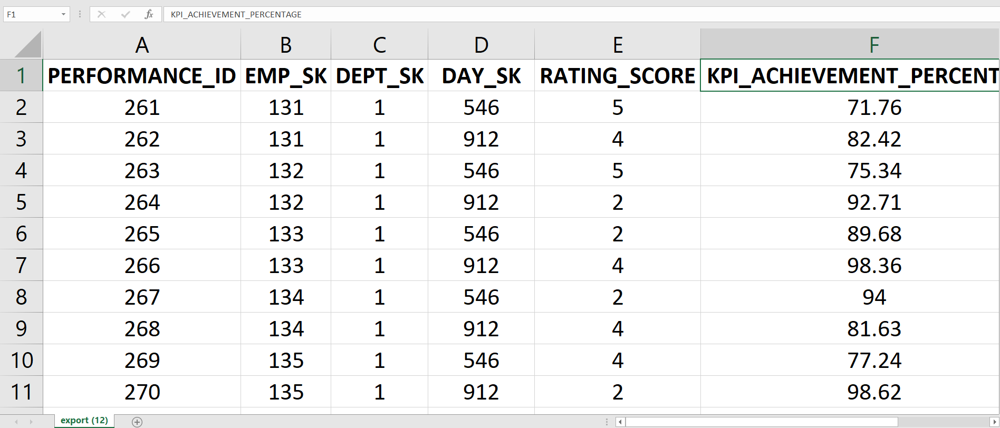 F1 fx KPI_ACHIEVEMENT_PERCENTAGE
A B C D E F
1 PERFORMANCE_ID EMP_SK DEPT_SK DAY_SK RATING_SCORE KPI_ACHIEVEMENT_PERCENT
2 261 131 1 546 5 71.76
3 262 131 1 912 4 82.42
4 263 132 1 546 5 75.34
5 264 132 1 912 2 92.71
6 265 133 1 546 2 89.68
7 266 133 1 912 4 98.36
8 267 134 1 546 2 94
9 268 134 1 912 4 81.63
10 269 135 1 546 4 77.24
11 270 135 1 912 2 98.62
export (12)